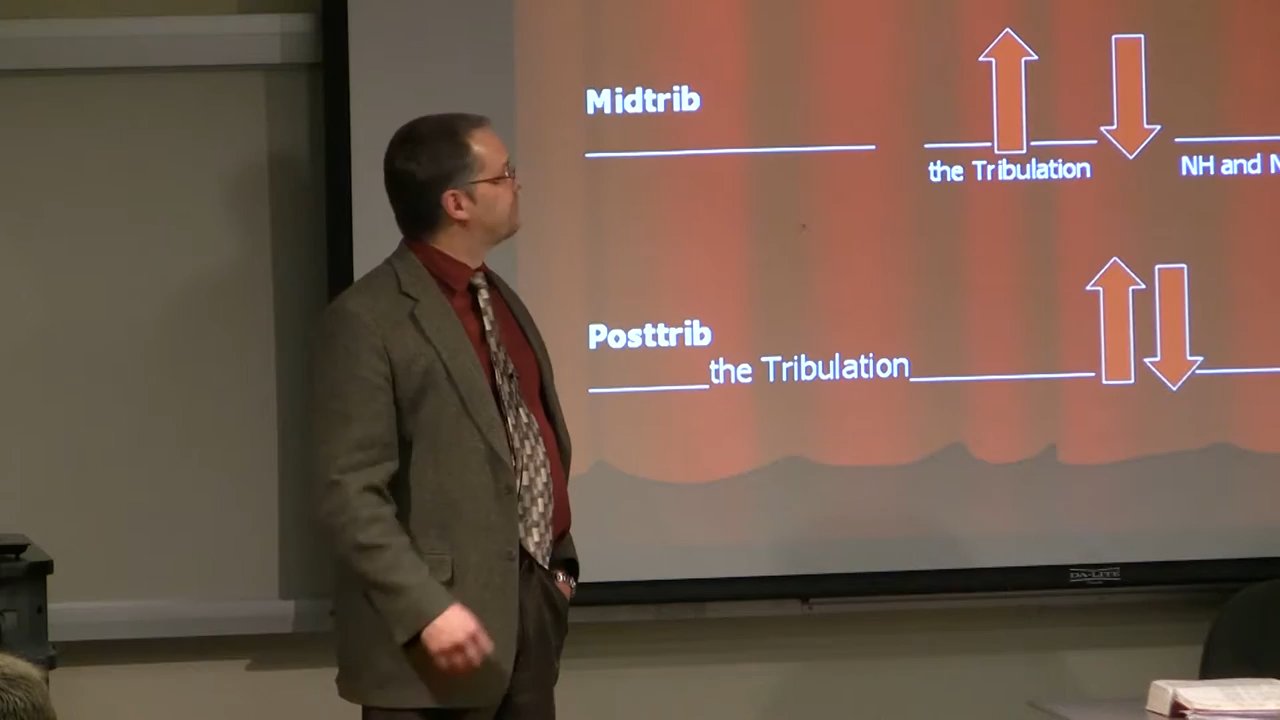 Midtrib
the Tribulation
NH and N
Posttrib
the Tribulation
DA-LITE